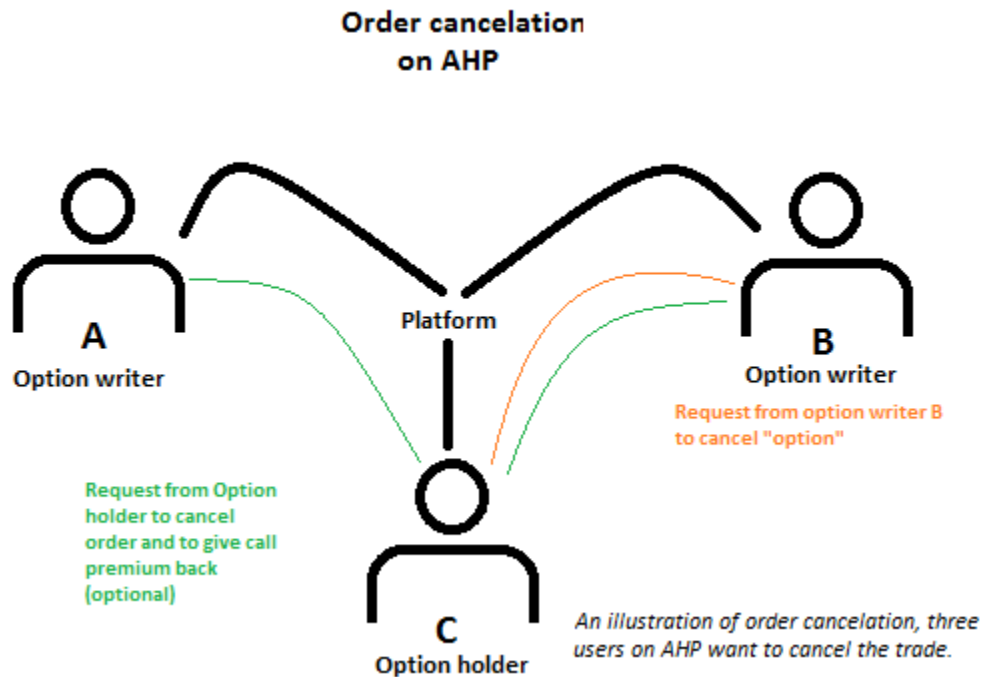 Order cancelation
on AHP
Platform
A
Option writer
B
Option writer
Request from option writer B
to cancel "option"
Request from Option
holder to cancel
order and to give call
premium back
(optional)
C
Option holder
An illustration of order cancelation, three
users on AHP want to cancel the trade.